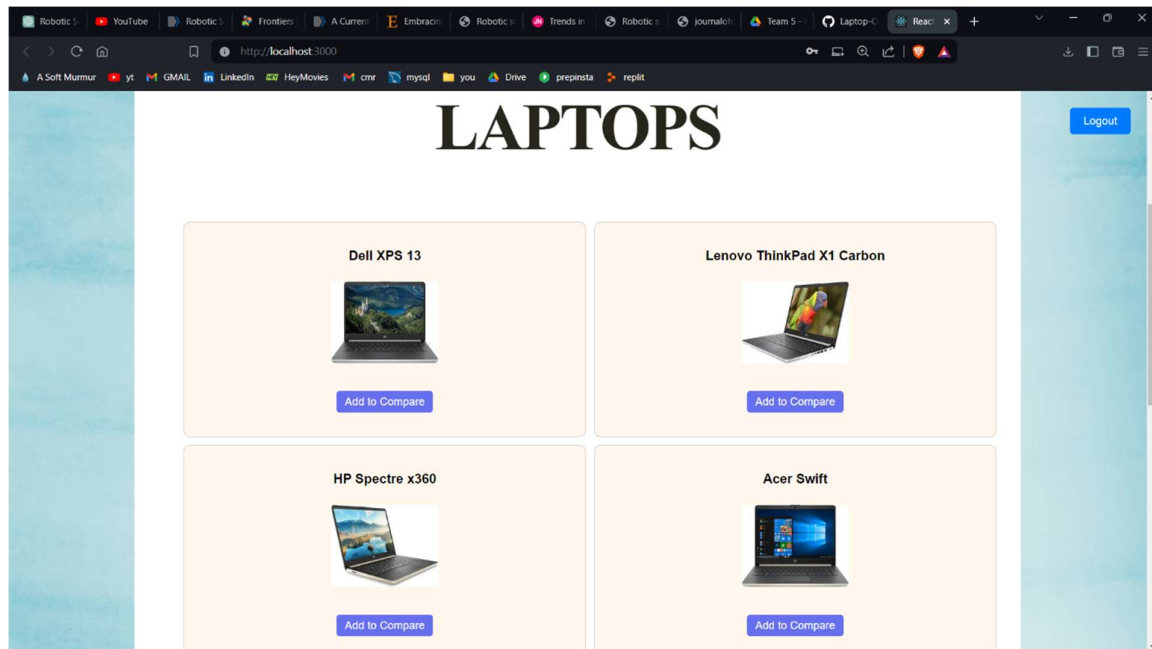 Robotic S YouTube Robotic S Frontiers A Current Embracin Robotic s Trends in Robotic s journalofr Team 5 - Laptop-C React
http://localhost:3000
A Soft Murmur yt GMAIL LinkedIn HeyMovies cmr mysql you Drive prepinsta replit
LAPTOPS
Logout
Dell XPS 13 Lenovo ThinkPad X1 Carbon
Add to Compare Add to Compare
HP Spectre x360 Acer Swift
Add to Compare Add to Compare